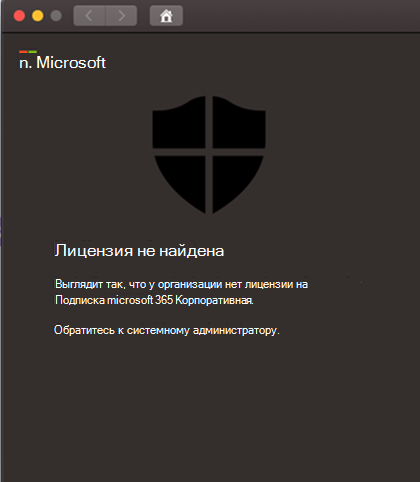 n. Microsoft
Лицензия не найдена
Выглядит так, что у организации нет лицензии на
Подписка microsoft 365 Корпоративная.
Обратитесь к системному администратору.